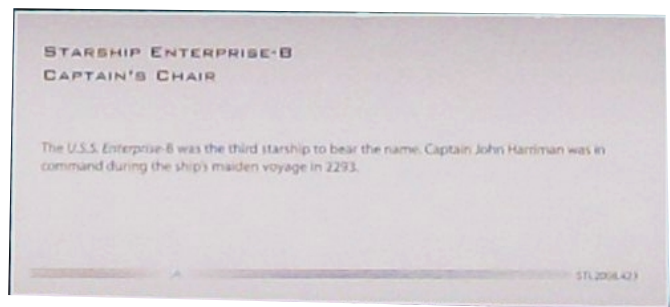 STARSHIP ENTERPRISE-B
CAPTAIN'S CHAIR
The U.S.S. Enterprise-B was the third starship to bear the name. Captain John Harriman was in
command during the ship's maiden voyage in 2293.
STL2008.423